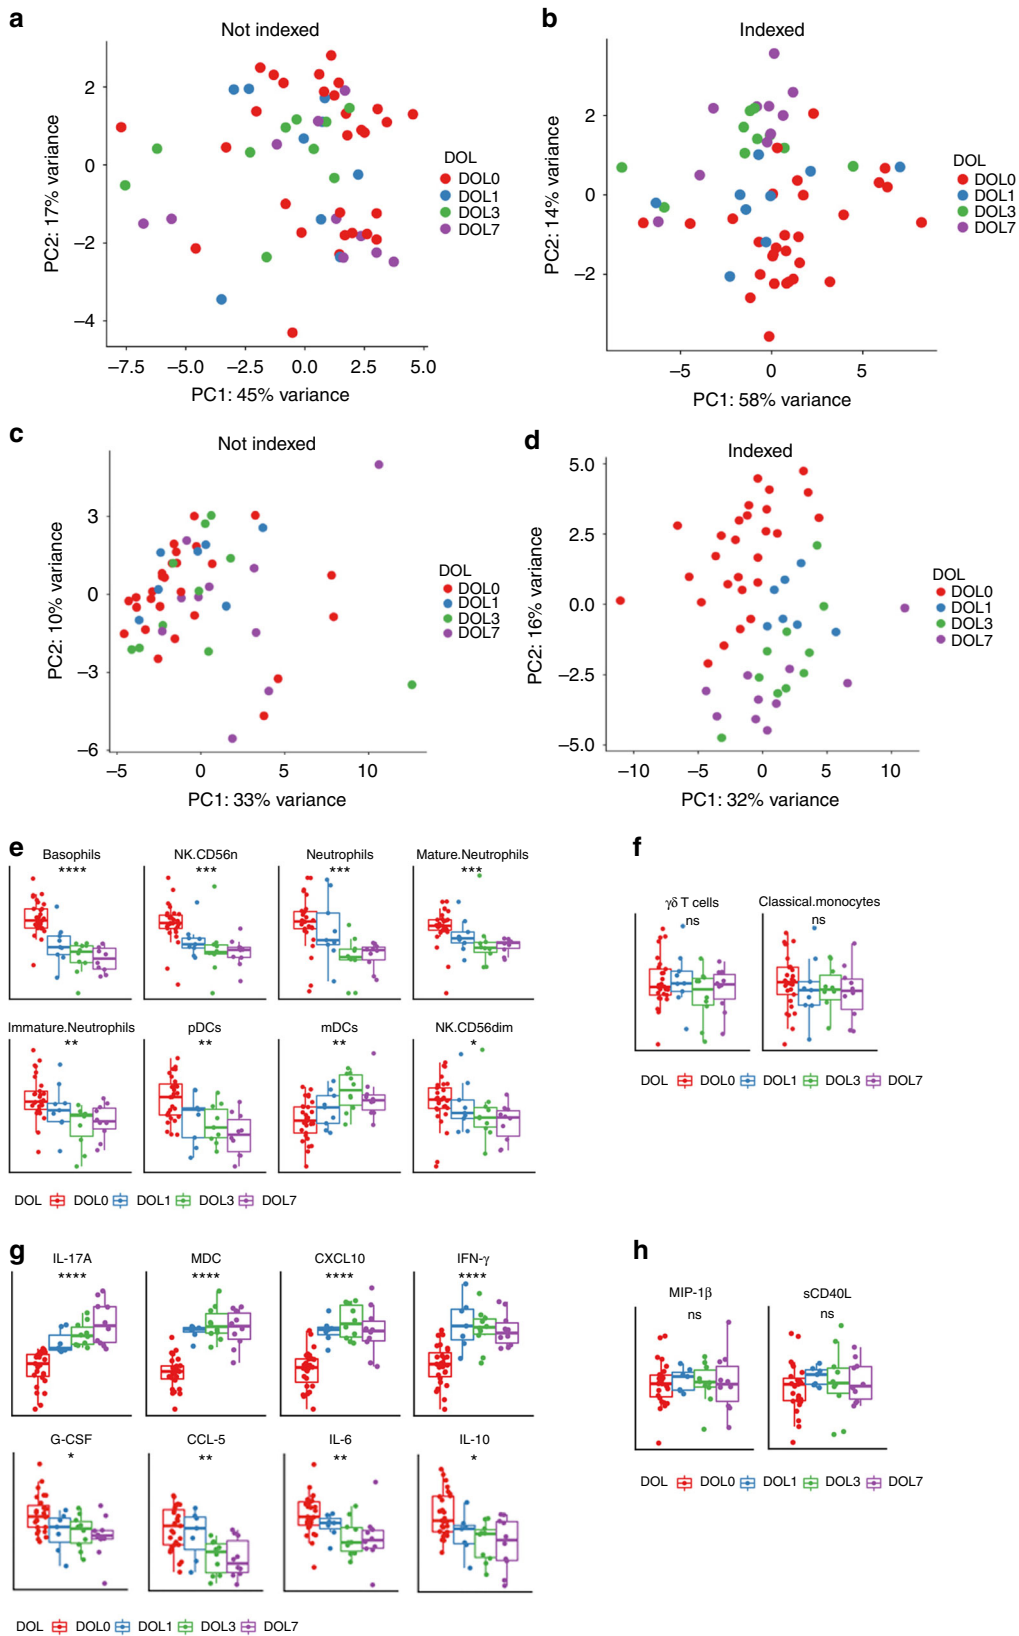 a
Not indexed
PC2: 17% variance
2
0
−2
−4
−7.5 −5.0 −2.5 0.0 2.5 5.0
PC1: 45% variance
DOL
DOL0
DOL1
DOL3
DOL7
b
Indexed
PC2: 14% variance
2
0
−2
−5 0 5
PC1: 58% variance
DOL
DOL0
DOL1
DOL3
DOL7
c
Not indexed
PC2: 10% variance
3
0
−3
−6
−5 0 5 10
PC1: 33% variance
DOL
DOL0
DOL1
DOL3
DOL7
d
Indexed
PC2: 16% variance
5.0
2.5
0.0
−2.5
−5.0
−10 −5 0 5 10
PC1: 32% variance
DOL
DOL0
DOL1
DOL3
DOL7
e
Basophils NK.CD56n Neutrophils Mature.Neutrophils
**** *** *** ***
Immature.Neutrophils pDCs mDCs NK.CD56dim
** ** ** *
DOL DOL0 DOL1 DOL3 DOL7
f
γδ T cells Classical.monocytes
ns ns
DOL DOL0 DOL1 DOL3 DOL7
g
IL-17A MDC CXCL10 IFN-γ
**** **** **** ****
G-CSF CCL-5 IL-6 IL-10
* ** ** *
DOL DOL0 DOL1 DOL3 DOL7
h
MIP-1β sCD40L
ns ns
DOL DOL0 DOL1 DOL3 DOL7